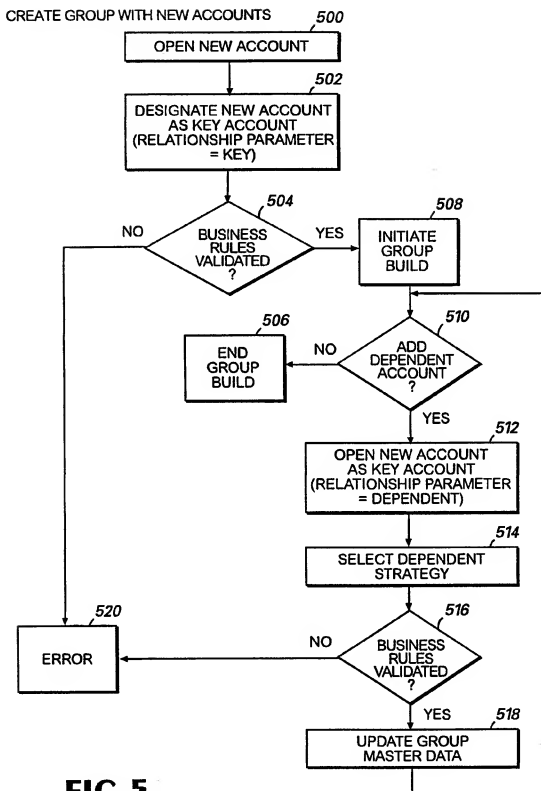 CREATE GROUP WITH NEW ACCOUNTS
500
OPEN NEW ACCOUNT
502
DESIGNATE NEW ACCOUNT
AS KEY ACCOUNT
(RELATIONSHIP PARAMETER
= KEY)
504
NO
BUSINESS
RULES
VALIDATED
?
YES
508
INITIATE
GROUP
BUILD
506
END
GROUP
BUILD
NO
510
ADD
DEPENDENT
ACCOUNT
?
YES
512
OPEN NEW ACCOUNT
AS KEY ACCOUNT
(RELATIONSHIP PARAMETER
= DEPENDENT)
514
SELECT DEPENDENT
STRATEGY
516
NO
BUSINESS
RULES
VALIDATED
?
YES
520
ERROR
518
UPDATE GROUP
MASTER DATA
FIG. 5